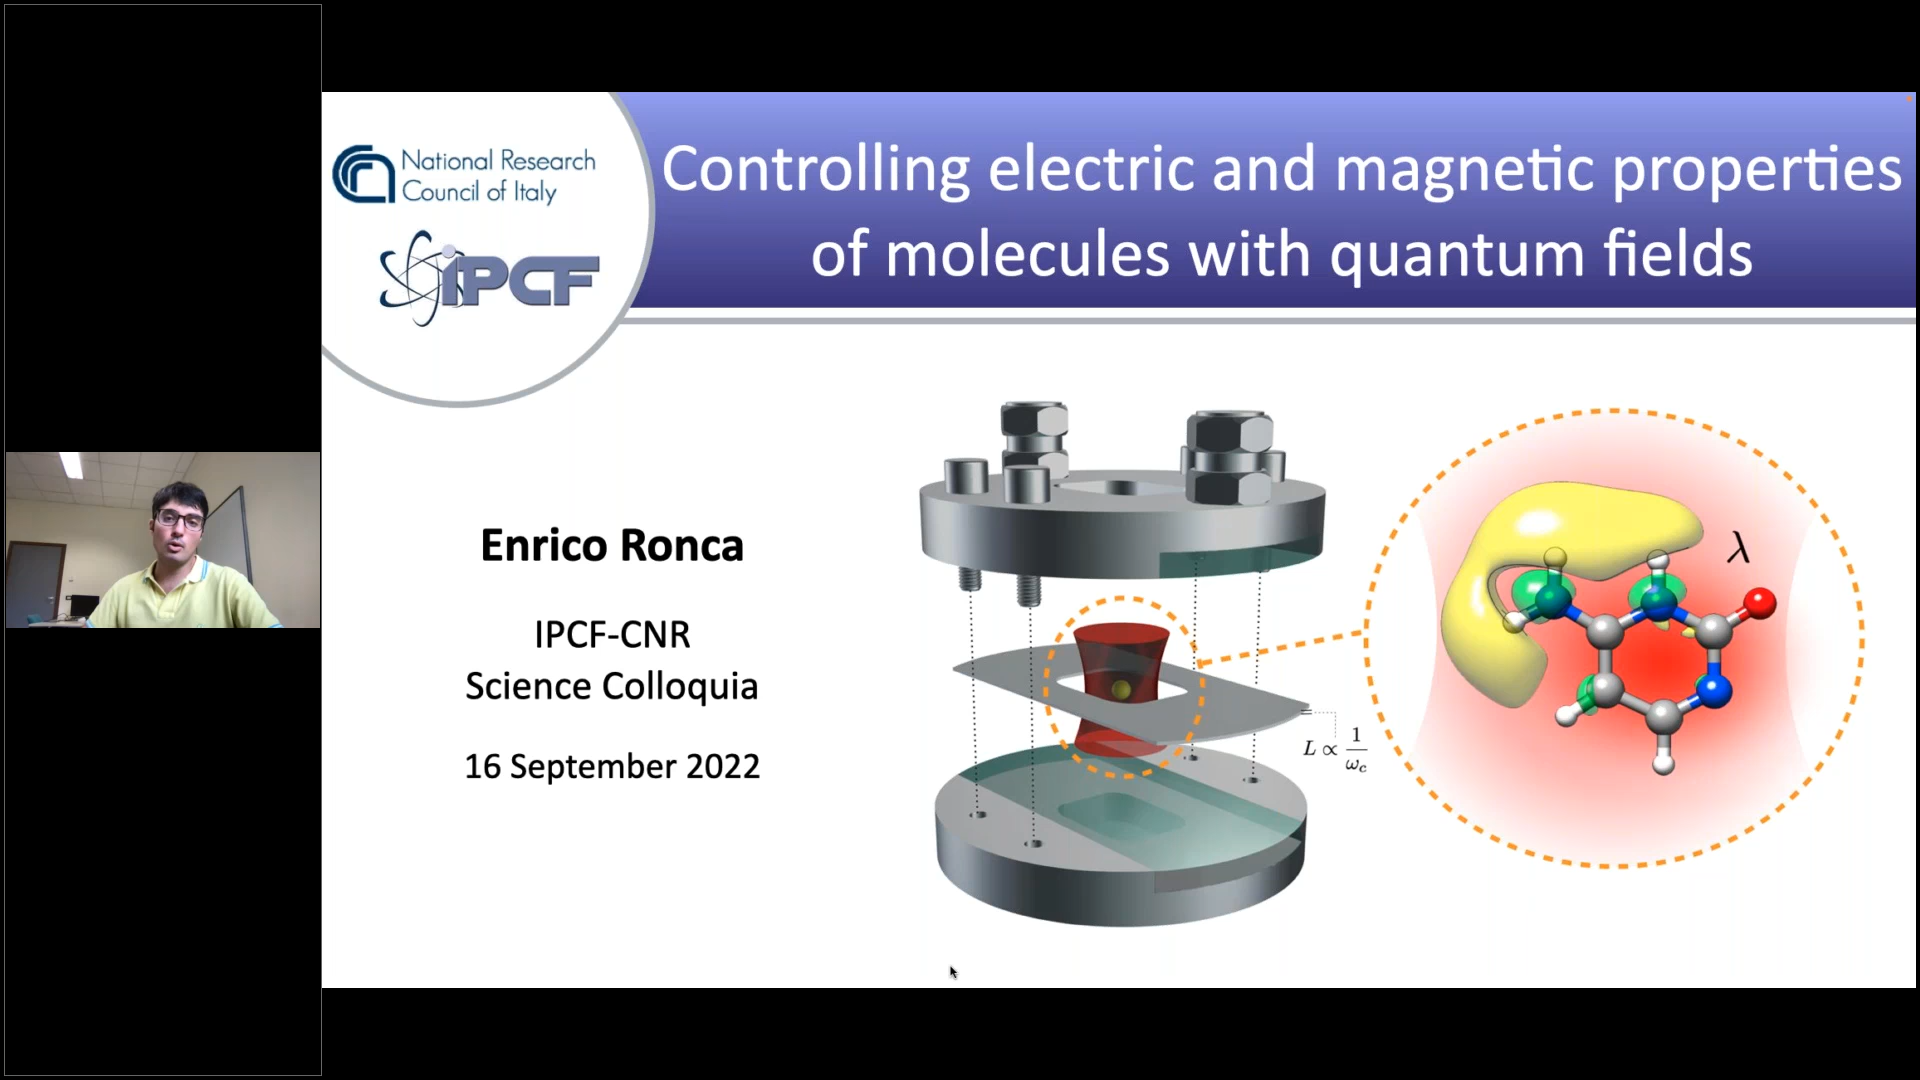 National Research
Council of Italy
iPCF
Controlling electric and magnetic properties
of molecules with quantum fields
Enrico Ronca
IPCF-CNR
Science Colloquia
16 September 2022
L ∝ 1/ω_c
λ